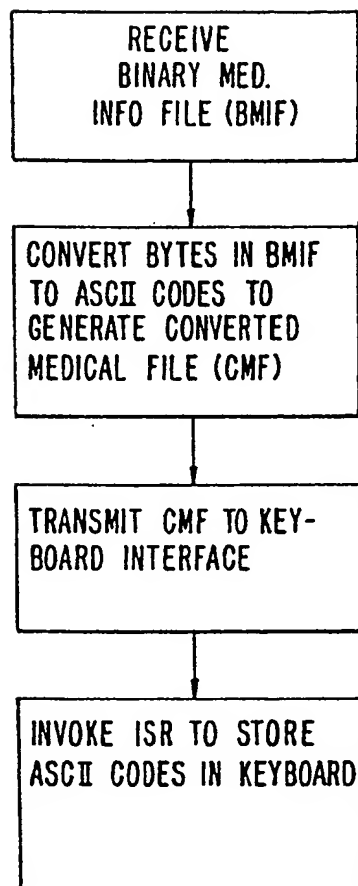 RECEIVE
BINARY MED.
INFO FILE (BMIF)
CONVERT BYTES IN BMIF
TO ASCII CODES TO
GENERATE CONVERTED
MEDICAL FILE (CMF)
TRANSMIT CMF TO KEY-
BOARD INTERFACE
INVOKE ISR TO STORE
ASCII CODES IN KEYBOARD